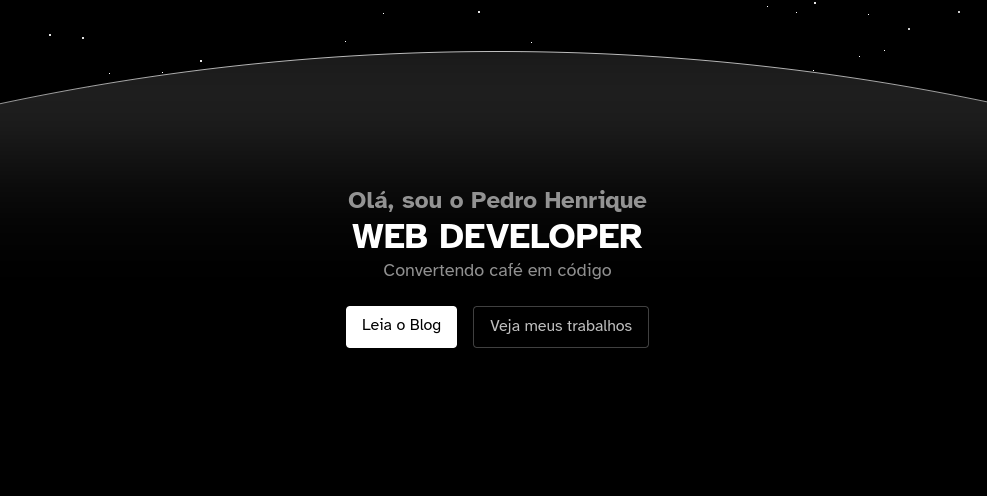 Olá, sou o Pedro Henrique
WEB DEVELOPER
Convertendo café em código
Leia o Blog
Veja meus trabalhos